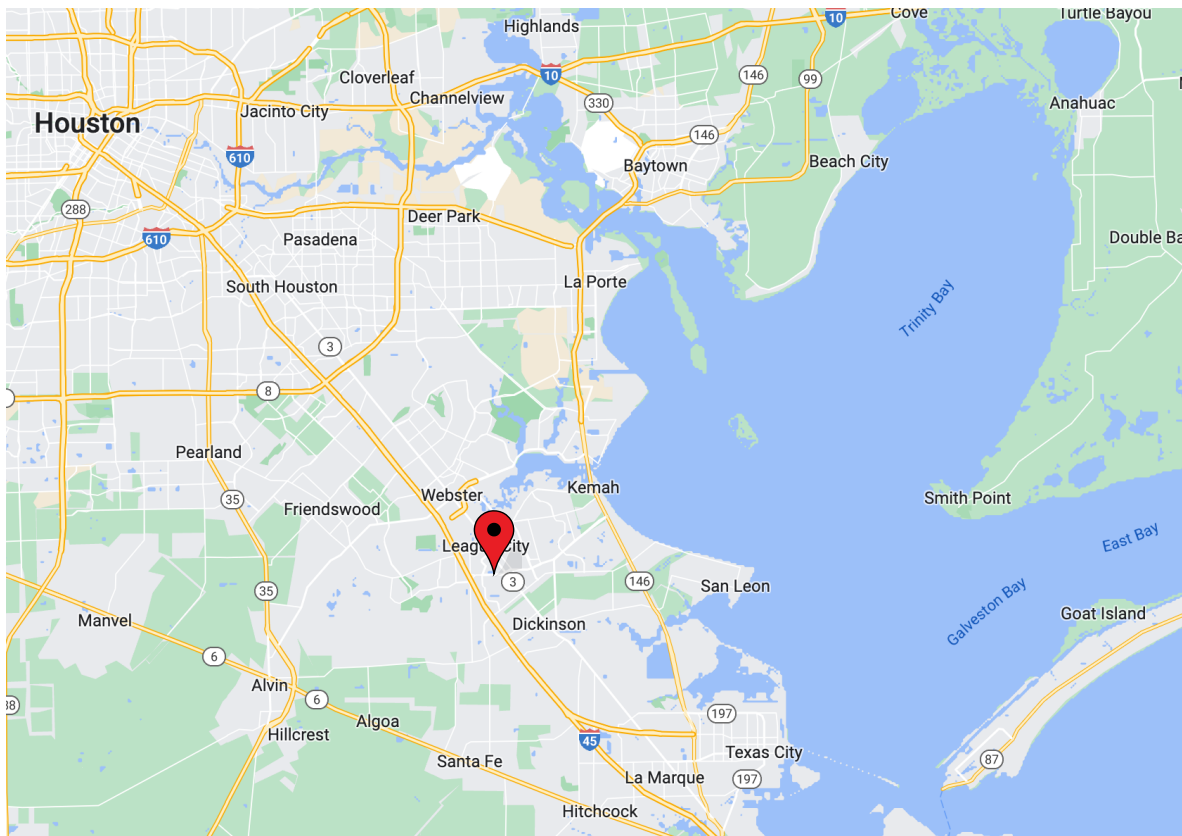 Highlands
10
Cove
Turtle Bayou
Cloverleaf
10
146
99
Channelview
330
Jacinto City
Anahuac
Houston
146
610
Baytown
Beach City
288
Deer Park
610
Pasadena
Double Ba
La Porte
South Houston
Trinity Bay
3
8
Pearland
Webster
Kemah
35
Smith Point
Friendswood
East Bay
League City
3
146
San Leon
35
Galveston Bay
Goat Island
Manvel
Dickinson
6
Alvin
6
197
Algoa
Hillcrest
45
Texas City
Santa Fe
87
La Marque
197
Hitchcock